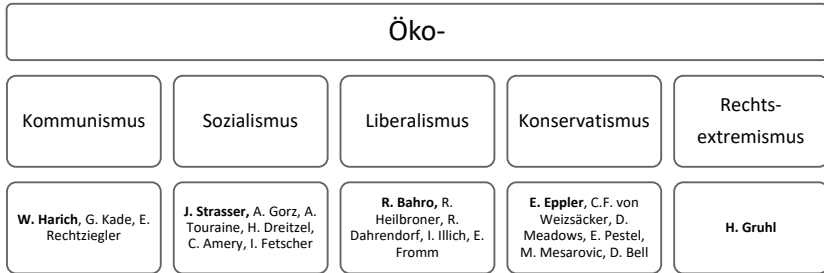 Öko-
Kommunismus
Sozialismus
Liberalismus
Konservatismus
Rechts-
extremismus
W. Harich, G. Kade, E.
Rechtziegler
J. Strasser, A. Gorz, A.
Touraine, H. Dreitzel,
C. Amery, I. Fetscher
R. Bahro, R.
Heilbroner, R.
Dahrendorf, I. Illich, E.
Fromm
E. Eppler, C.F. von
Weizsäcker, D.
Meadows, E. Pestel,
M. Mesarovic, D. Bell
H. Gruhl